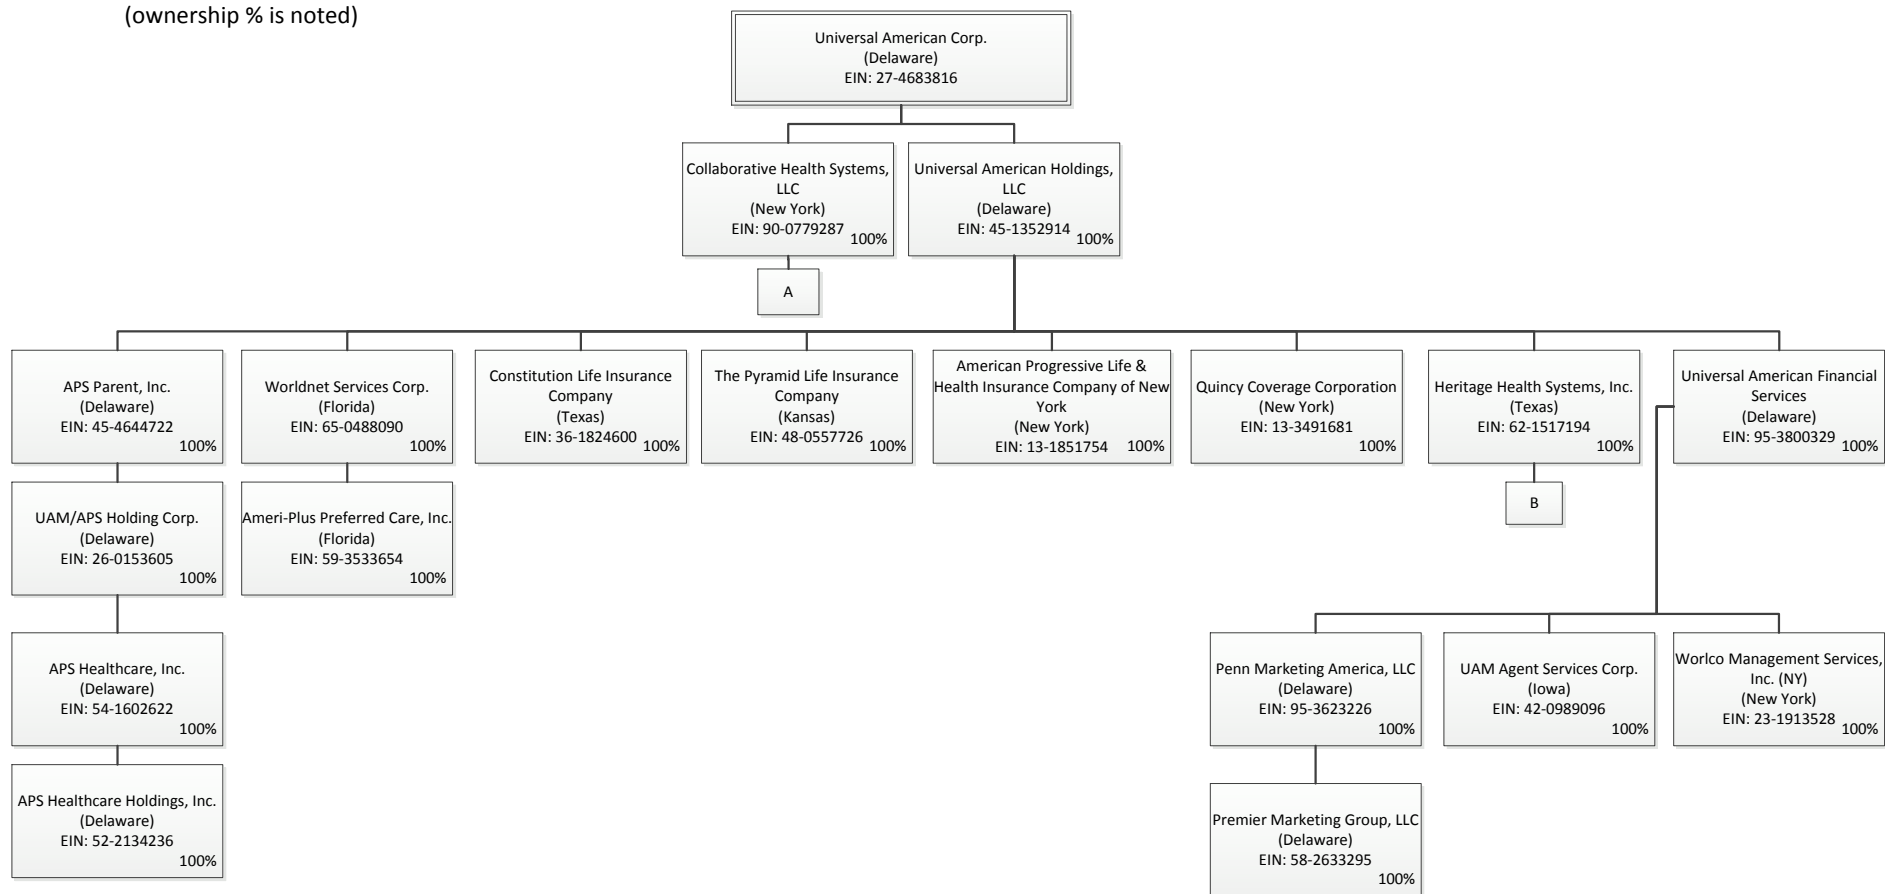 (ownership % is noted)
Universal American Corp.
(Delaware)
EIN: 27-4683816
Collaborative Health Systems,
LLC
(New York)
EIN: 90-0779287
100%
Universal American Holdings,
LLC
(Delaware)
EIN: 45-1352914
100%
A
APS Parent, Inc.
(Delaware)
EIN: 45-4644722
100%
Worldnet Services Corp.
(Florida)
EIN: 65-0488090
100%
Constitution Life Insurance
Company
(Texas)
EIN: 36-1824600
100%
The Pyramid Life Insurance
Company
(Kansas)
EIN: 48-0557726
100%
American Progressive Life &
Health Insurance Company of New
York
(New York)
EIN: 13-1851754
100%
Quincy Coverage Corporation
(New York)
EIN: 13-3491681
100%
Heritage Health Systems, Inc.
(Texas)
EIN: 62-1517194
100%
Universal American Financial
Services
(Delaware)
EIN: 95-3800329
100%
UAM/APS Holding Corp.
(Delaware)
EIN: 26-0153605
100%
Ameri-Plus Preferred Care, Inc.
(Florida)
EIN: 59-3533654
100%
B
APS Healthcare, Inc.
(Delaware)
EIN: 54-1602622
100%
Penn Marketing America, LLC
(Delaware)
EIN: 95-3623226
100%
UAM Agent Services Corp.
(Iowa)
EIN: 42-0989096
100%
Worlco Management Services,
Inc. (NY)
(New York)
EIN: 23-1913528
100%
APS Healthcare Holdings, Inc.
(Delaware)
EIN: 52-2134236
100%
Premier Marketing Group, LLC
(Delaware)
EIN: 58-2633295
100%